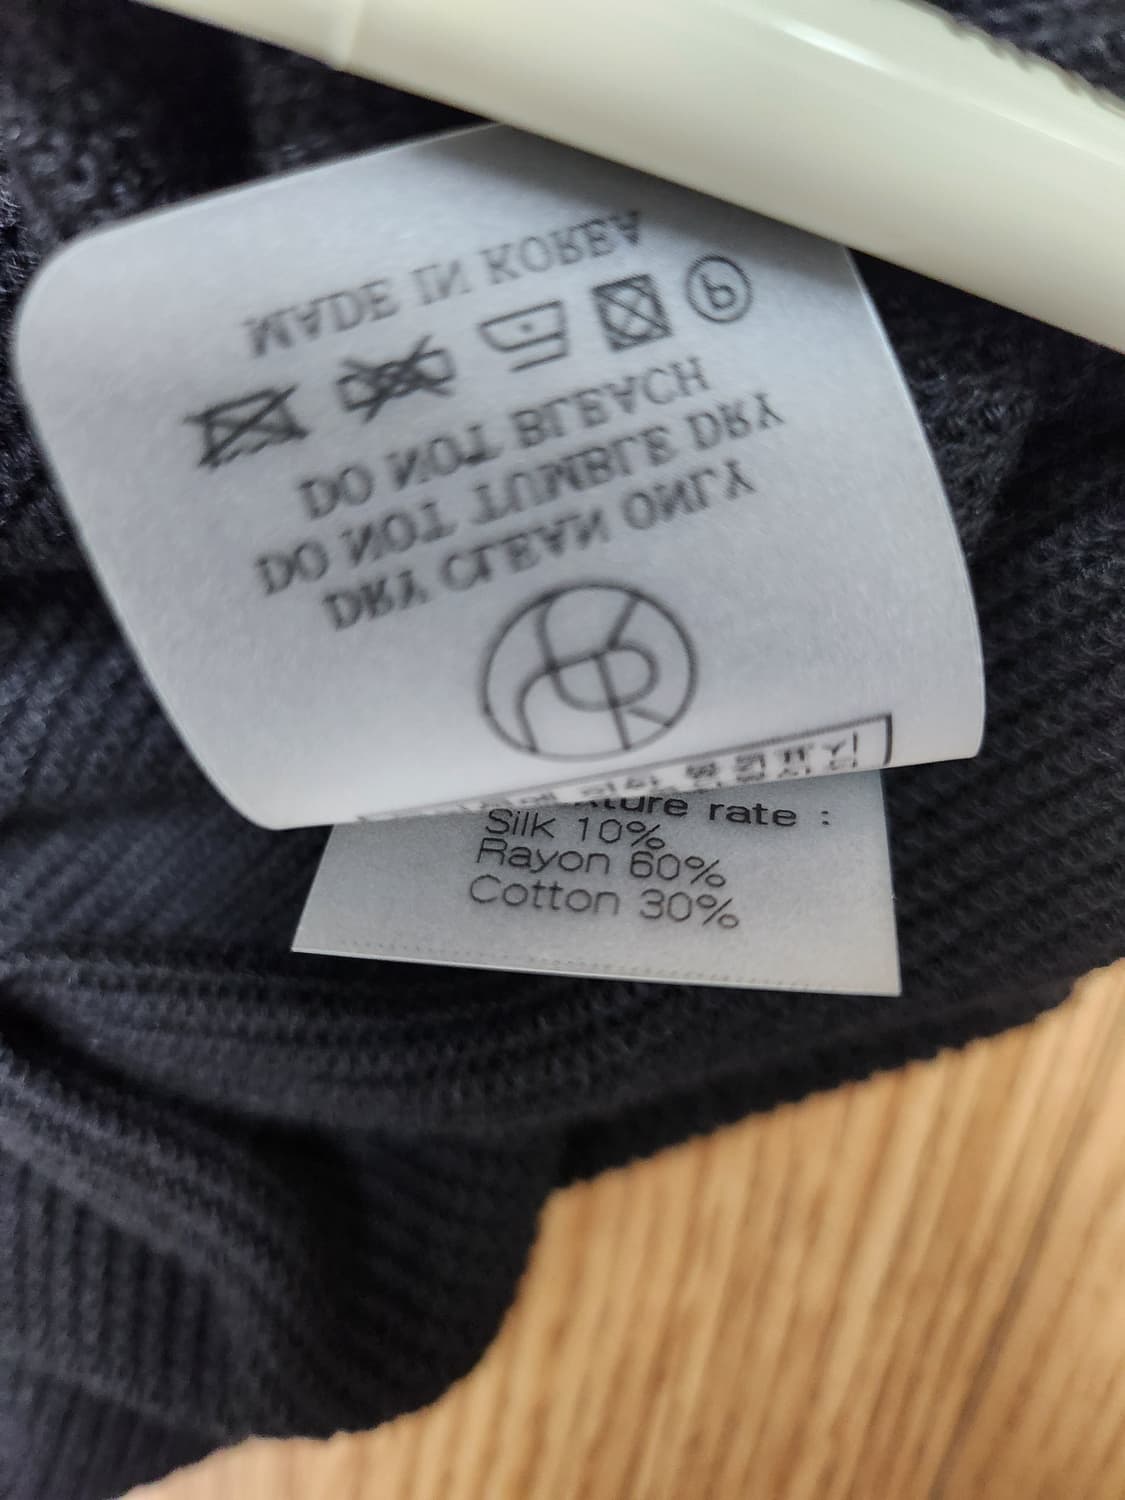 MADE IN KOREA
P
DO NOT BLEACH
DO NOT TUMBLE DRY
DRY CLEAN ONLY
rate :
Silk 10%
Rayon 60%
Cotton 30%